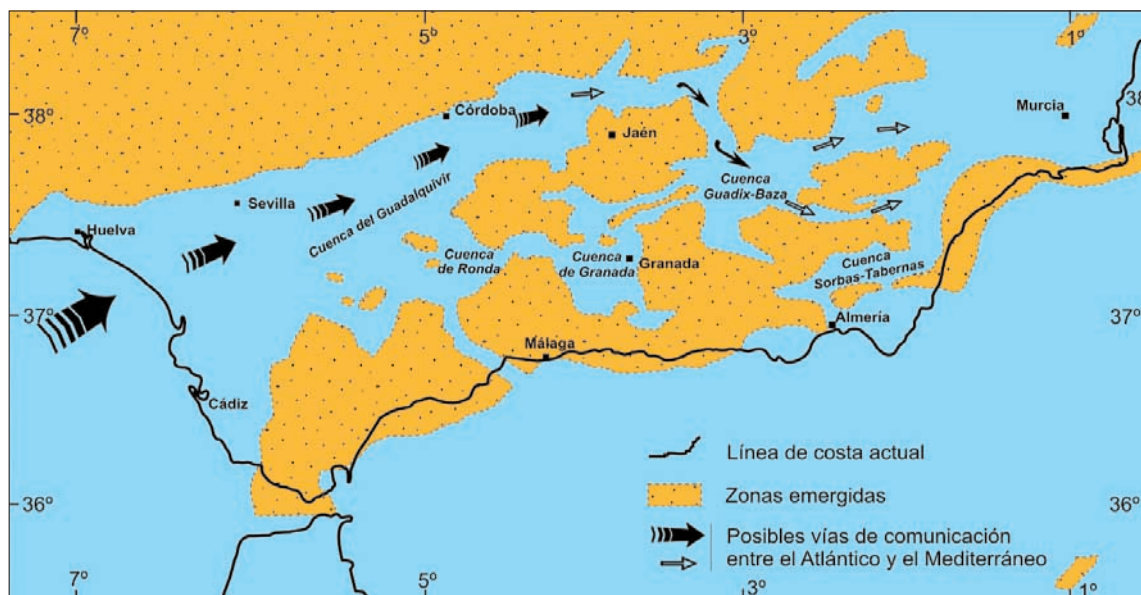 7º 5º 3º 1º
38º
38
Córdoba
Murcia
Jaén
Cuenca
Guadix-Baza
Sevilla
Cuenca del Guadalquivir
Huelva
Cuenca
de Ronda
Cuenca
de Granada
Granada
Cuenca
Sorbas-Tabernas
37º
37º
Almería
Málaga
Cádiz
Línea de costa actual
36º
Zonas emergidas
36º
Posibles vías de comunicación
entre el Atlántico y el Mediterráneo
7º 5º 3º 1º